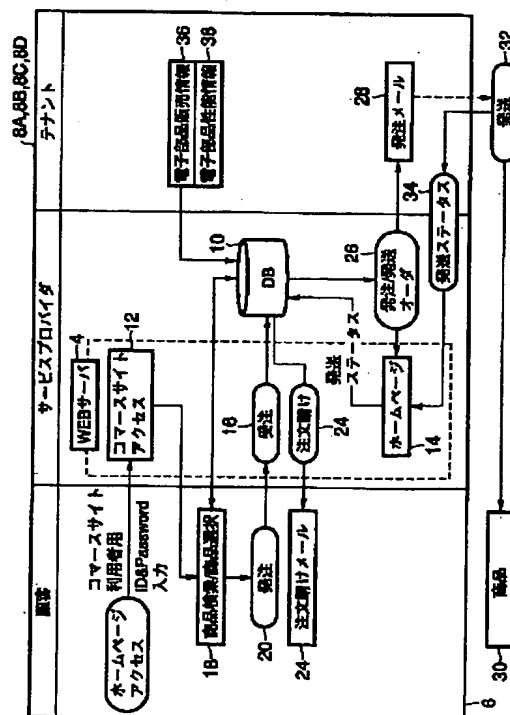 8A,8B,8C,8D
顧客
サービスプロバイダ
テナント
ホームページ
アクセス
コマースサイト
利用者用
ID&Password
入力
WEBサーバ
4
コマースサイト
アクセス
12
商品検索/商品選択
18
発注
20
受注
18
注文請け
24
注文請けメール
24
DB
10
電子部品販売情報
36
電子部品性能情報
38
発注/発送
オーダ
26
発注メール
28
発送
ステータス
ホームページ
14
発送ステータス
34
発送
32
商品
30
6